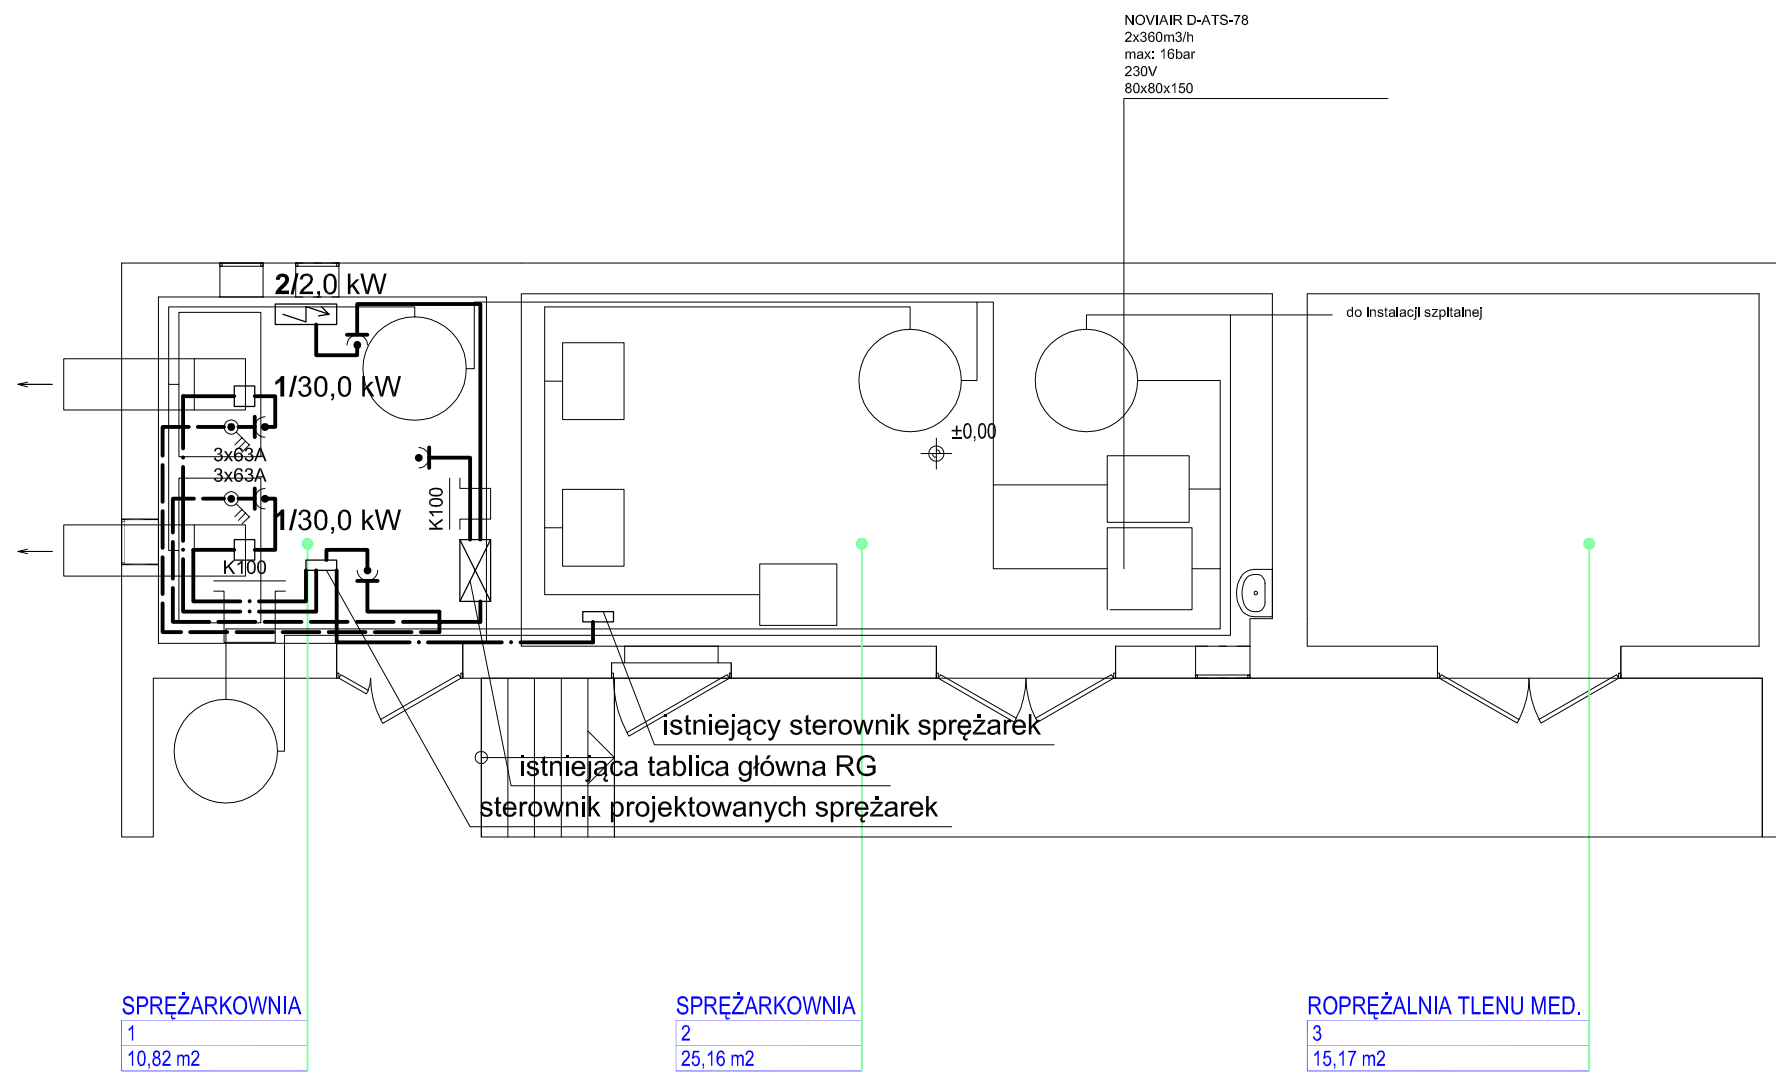 NOVIAIR D-ATS-78
2x360m3/h
max: 16bar
230V
80x80x150
2/2,0 kW
do Instalacji szpitalnej
1/30,0 kW
±0,00
3x63A
3x63A
K100
1/30,0 kW
K100
istniejący sterownik sprężarek
istniejąca tablica główna RG
sterownik projektowanych sprężarek
SPRĘŻARKOWNIA
1
10,82 m2
SPRĘŻARKOWNIA
2
25,16 m2
ROPRĘŻALNIA TLENU MED.
3
15,17 m2